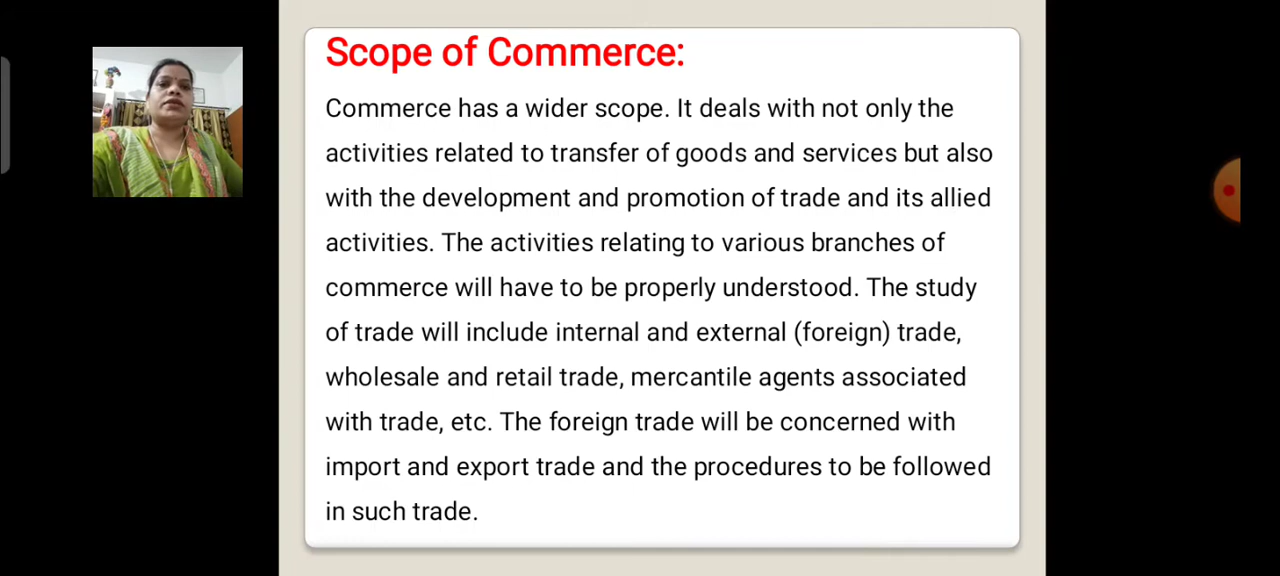 Scope of Commerce:
Commerce has a wider scope. It deals with not only the
activities related to transfer of goods and services but also
with the development and promotion of trade and its allied
activities. The activities relating to various branches of
commerce will have to be properly understood. The study
of trade will include internal and external (foreign) trade,
wholesale and retail trade, mercantile agents associated
with trade, etc. The foreign trade will be concerned with
import and export trade and the procedures to be followed
in such trade.